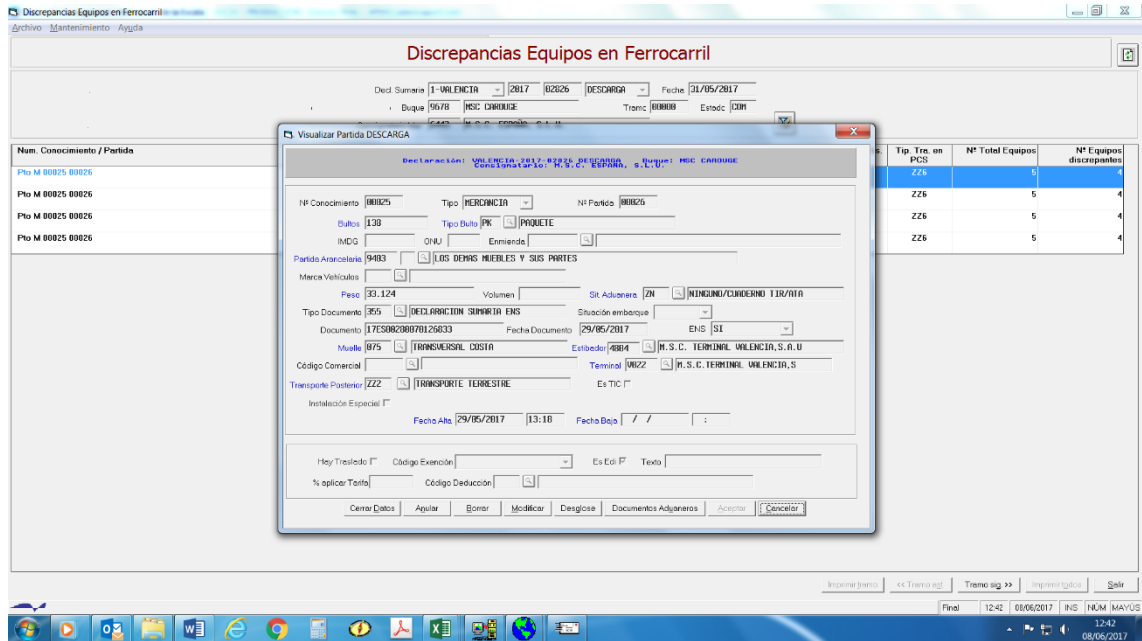 Discrepancias Equipos en Ferrocarril
Archivo Mantenimiento Ayuda
Discrepancias Equipos en Ferrocarril
Decl. Sumaria 1-VALENCIA 2017 02826 DESCARGA Fecha 31/05/2017
Buque 9678 MSC CAROUGE Tramo 00000 Estado COM
M.S.C. ESPAÑA, S.L.U.
Visualizar Partida DESCARGA
Declaración: VALENCIA-2017-02826 DESCARGA Buque: MSC CAROUGE
Consignatario: M.S.C. ESPAÑA, S.L.U.
Num. Conocimiento / Partida
s. Tip. Tra. en PCS Nº Total Equipos Nº Equipos discrepantes
Pto M 00025 00026 ZZ6 5 4
Pto M 00025 00026 ZZ6 5 4
Pto M 00025 00026 ZZ6 5 4
Pto M 00025 00026 ZZ6 5 4
Nº Conocimiento 00025 Tipo MERCANCIA Nº Partida 00026
Bultos 138 Tipo Bulto PK PAQUETE
IMDG ONU Enmienda
Partida Arancelaria 9403 LOS DEMAS MUEBLES Y SUS PARTES
Marca Vehículos
Peso 33.124 Volumen Sit. Aduanera ZN NINGUNO/CUADERNO TIR/ATA
Tipo Documento 355 DECLARACION SUMARIA ENS Situación embarque
Documento Fecha Documento 29/05/2017 ENS SI
Muelle 075 TRANSVERSAL COSTA Estibador 4804 M.S.C. TERMINAL VALENCIA,S.A.U
Código Comercial Terminal V022 M.S.C.TERMINAL VALENCIA,S
Transporte Posterior ZZ2 TRANSPORTE TERRESTRE Es TIC
Instalación Especial
Fecha Alta 29/05/2017 13:18 Fecha Baja / / :
Hay Traslado Código Exención Es Edi Texto
% aplicar Tarifa Código Deducción
Cerrar Datos Anular Borrar Modificar Desglose Documentos Aduaneros Aceptar Cancelar
Imprimir tramo << Tramo ant Tramo sig >> Imprimir todos Salir
Final 12:42 08/06/2017 INS NÚM MAYÚS
12:42
08/06/2017